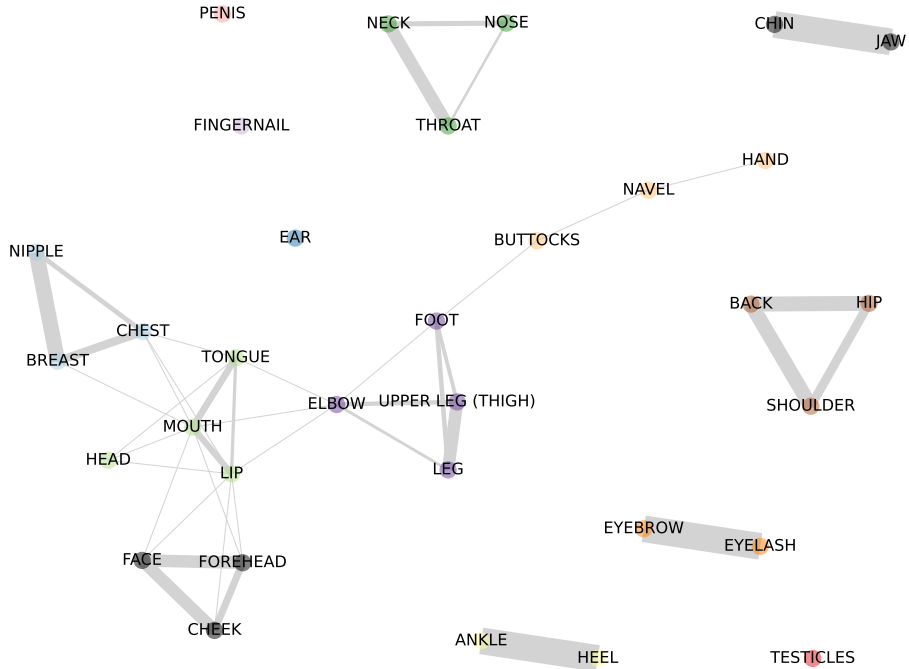 PENIS
NECK
NOSE
CHIN
JAW
FINGERNAIL
THROAT
HAND
NAVEL
EAR
BUTTOCKS
NIPPLE
BACK
HIP
FOOT
CHEST
TONGUE
BREAST
ELBOW
UPPER LEG (THIGH)
SHOULDER
MOUTH
HEAD
LIP
LEG
EYEBROW
EYELASH
FACE
FOREHEAD
CHEEK
ANKLE
HEEL
TESTICLES